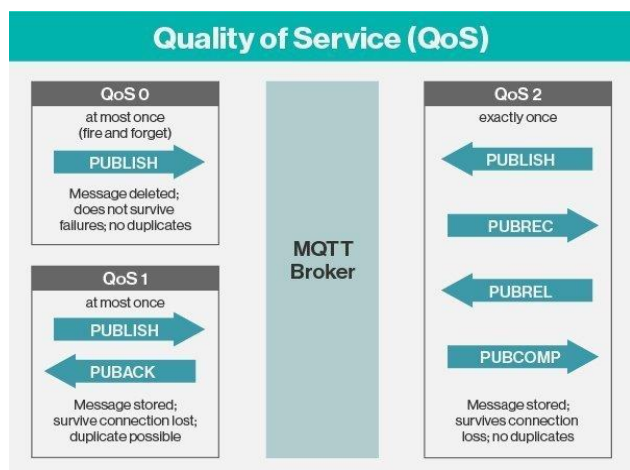 Quality of Service (QoS)
QoS 0
at most once
(fire and forget)
PUBLISH
Message deleted;
does not survive
failures; no duplicates
QoS 1
at most once
PUBLISH
PUBACK
Message stored;
survive connection lost;
duplicate possible
MQTT
Broker
QoS 2
exactly once
PUBLISH
PUBREC
PUBREL
PUBCOMP
Message stored;
survives connection
loss; no duplicates